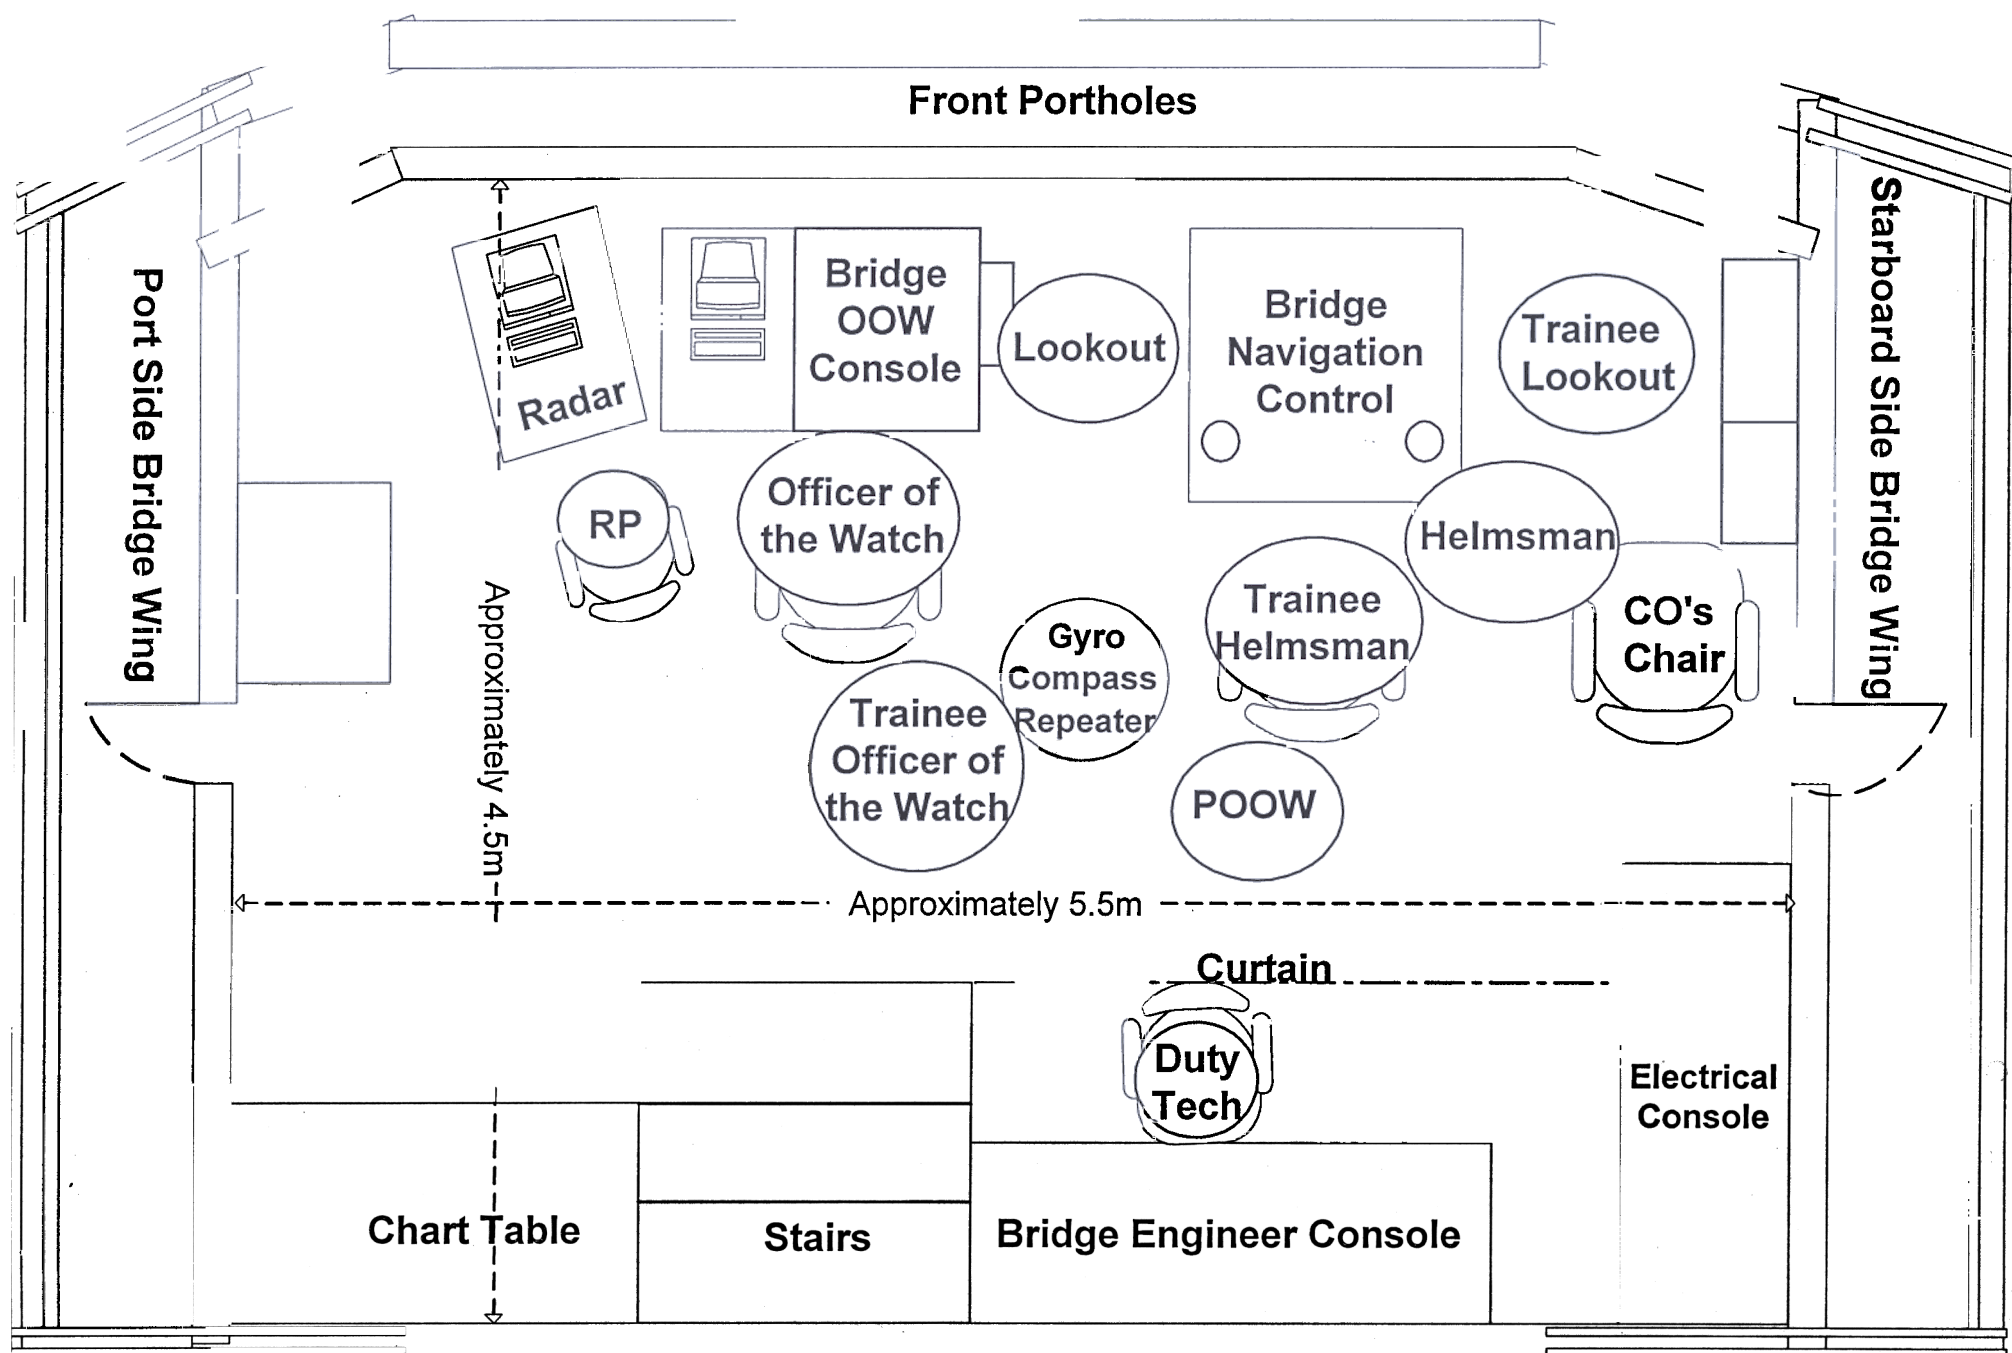 Front Portholes
Port Side Bridge Wing
Starboard Side Bridge Wing
Radar
Bridge
OOW
Console
Lookout
Bridge
Navigation
Control
Trainee
Lookout
RP
Officer of
the Watch
Helmsman
Trainee
Helmsman
CO's
Chair
Gyro
Compass
Repeater
Trainee
Officer of
the Watch
POOW
Approximately 4.5m
Approximately 5.5m
Curtain
Duty
Tech
Electrical
Console
Chart Table
Stairs
Bridge Engineer Console